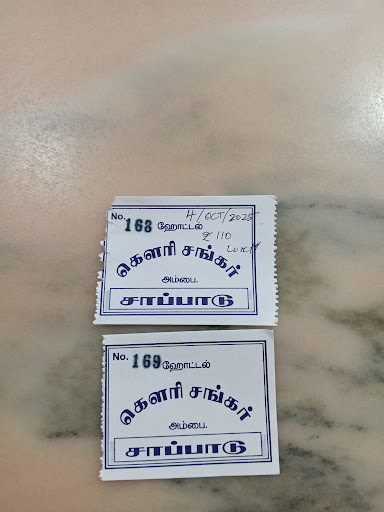 No. 168 ஹோட்டல்
4/OCT/2025
₹ 110
LUNCH
கௌரி சங்கர்
அம்பை.
சாப்பாடு
No. 169 ஹோட்டல்
கௌரி சங்கர்
அம்பை.
சாப்பாடு